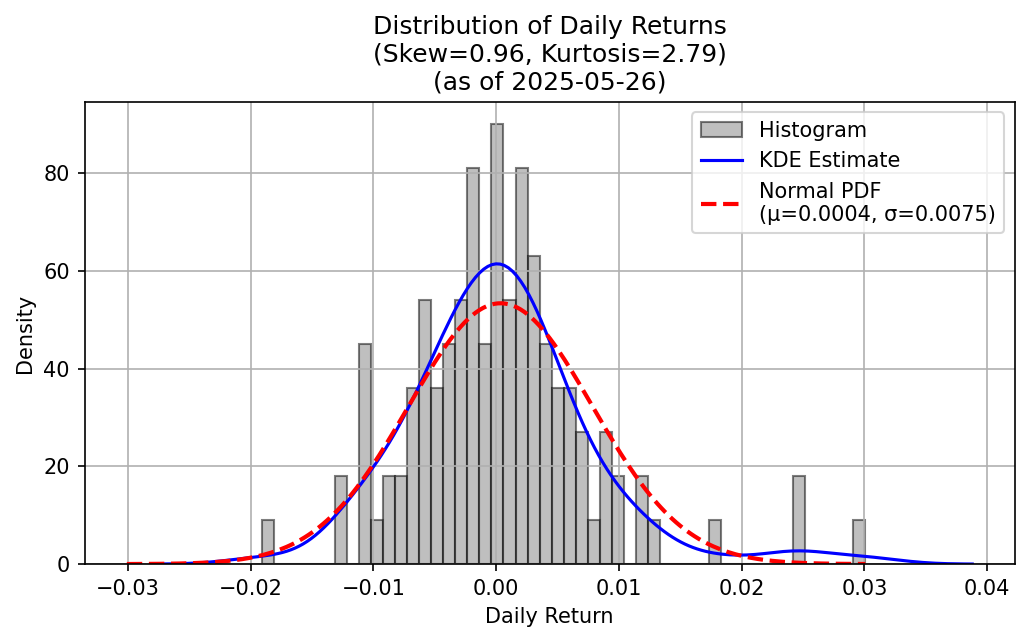 Distribution of Daily Returns
(Skew=0.96, Kurtosis=2.79)
(as of 2025-05-26)
Histogram
KDE Estimate
Normal PDF
(μ=0.0004, σ=0.0075)
Density
80
60
40
20
0
−0.03 −0.02 −0.01 0.00 0.01 0.02 0.03 0.04
Daily Return